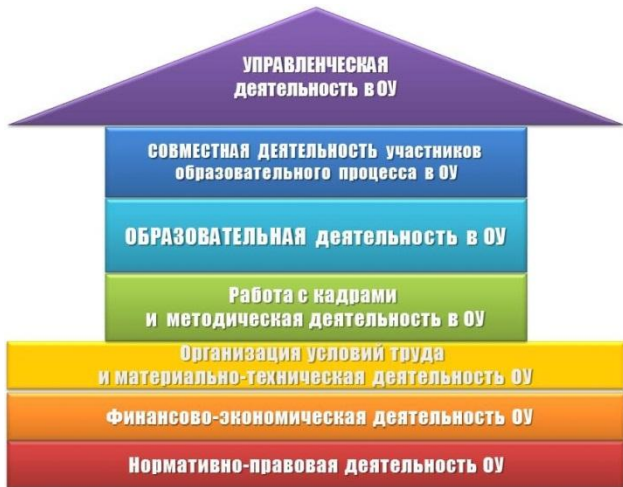 УПРАВЛЕНЧЕСКАЯ
деятельность в ОУ
СОВМЕСТНАЯ ДЕЯТЕЛЬНОСТЬ участников
образовательного процесса в ОУ
ОБРАЗОВАТЕЛЬНАЯ деятельность в ОУ
Работа с кадрами
и методическая деятельность в ОУ
Организация условий труда
и материально-техническая деятельность ОУ
Финансово-экономическая деятельность ОУ
Нормативно-правовая деятельность ОУ